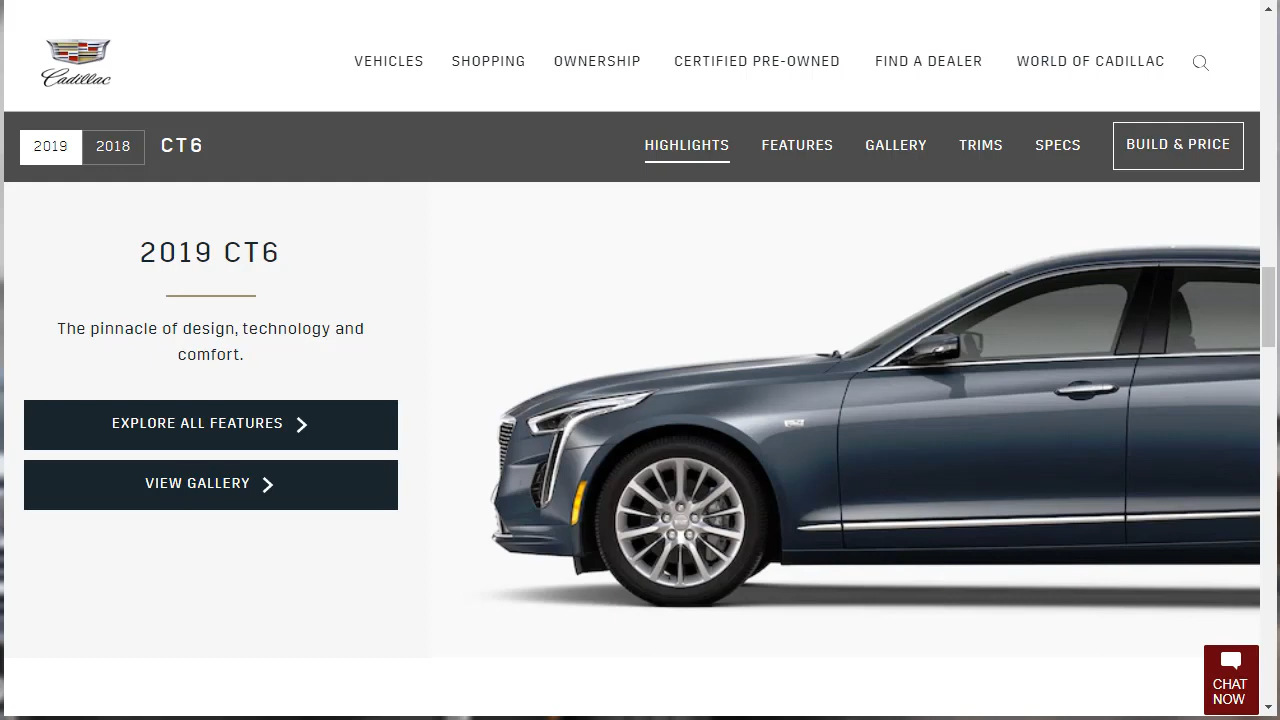 Cadillac
VEHICLES SHOPPING OWNERSHIP CERTIFIED PRE-OWNED FIND A DEALER WORLD OF CADILLAC
2019 2018 CT6 HIGHLIGHTS FEATURES GALLERY TRIMS SPECS BUILD & PRICE
2019 CT6
The pinnacle of design, technology and
comfort.
EXPLORE ALL FEATURES
VIEW GALLERY
CHAT
NOW